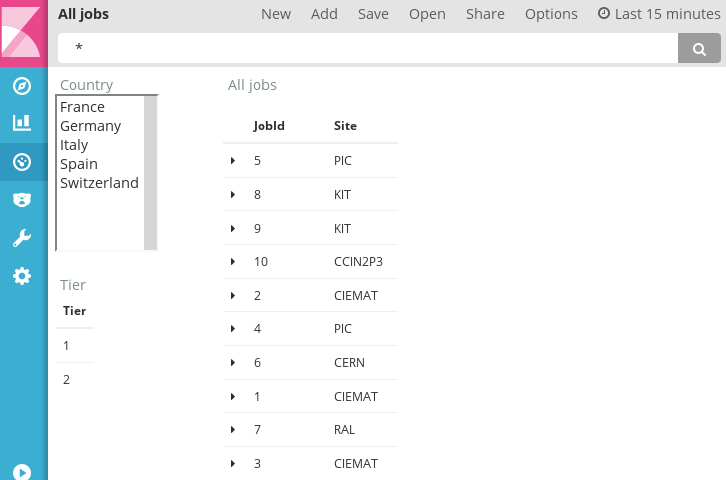 All jobs New Add Save Open Share Options Last 15 minutes
*
Country
France
Germany
Italy
Spain
Switzerland
Tier
Tier
1
2
All jobs
JobId Site
5 PIC
8 KIT
9 KIT
10 CCIN2P3
2 CIEMAT
4 PIC
6 CERN
1 CIEMAT
7 RAL
3 CIEMAT